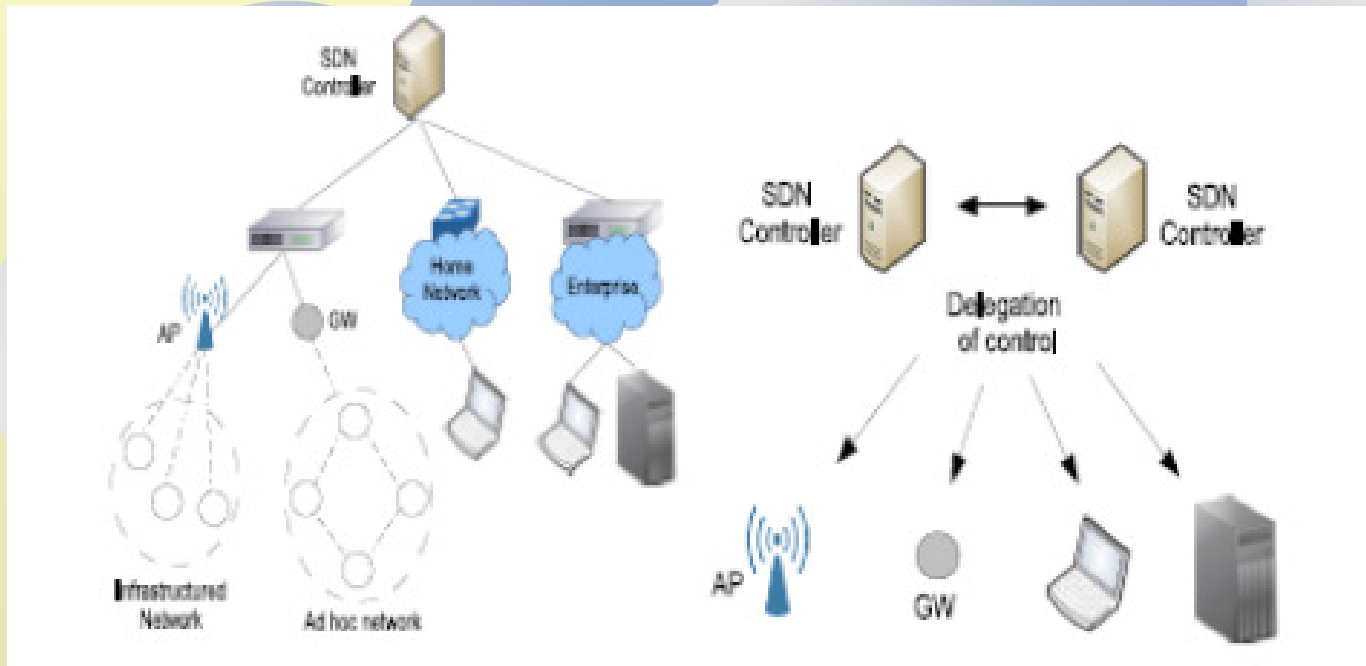 SDN
Controller
Home
Network
Enterprise
AP
GW
Infrastructured
Network
Ad hoc network
SDN
Controller
SDN
Controller
Delegation
of control
AP
GW